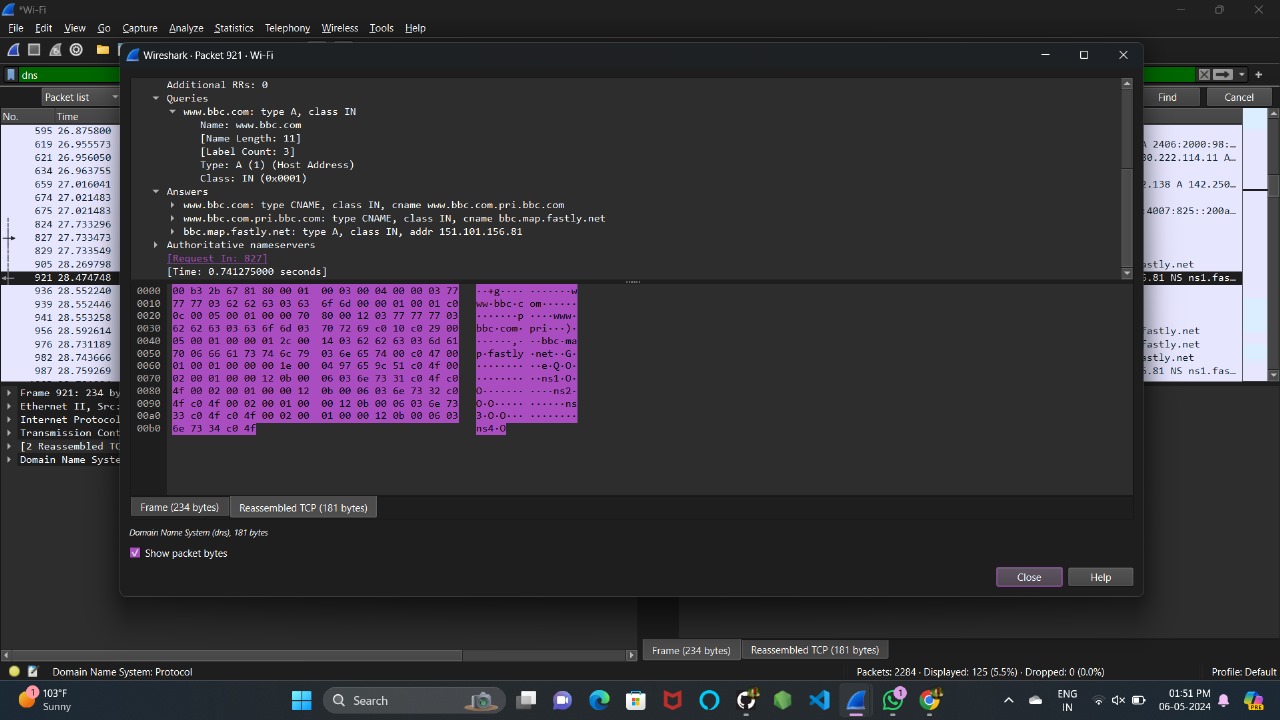 *Wi-Fi
File Edit View Go Capture Analyze Statistics Telephony Wireless Tools Help
Wireshark · Packet 921 · Wi-Fi
dns
Packet list
Find Cancel
No. Time
595 26.875800
619 26.955573
621 26.956050
634 26.963755
659 27.016041
674 27.021483
675 27.021483
824 27.733296
827 27.733473
829 27.733549
905 28.269798
921 28.474748
936 28.552240
939 28.552446
941 28.553258
956 28.592614
976 28.731189
982 28.743666
987 28.759269
Additional RRs: 0
Queries
www.bbc.com: type A, class IN
Name: www.bbc.com
[Name Length: 11]
[Label Count: 3]
Type: A (1) (Host Address)
Class: IN (0x0001)
Answers
www.bbc.com: type CNAME, class IN, cname www.bbc.com.pri.bbc.com
www.bbc.com.pri.bbc.com: type CNAME, class IN, cname bbc.map.fastly.net
bbc.map.fastly.net: type A, class IN, addr 151.101.156.81
Authoritative nameservers
[Request In: 827]
[Time: 0.741275000 seconds]
0000 00 b3 2b 67 81 80 00 01 00 03 00 04 00 00 03 77 ··+g···· ·······w
0010 77 77 03 62 62 63 03 63 6f 6d 00 00 01 00 01 c0 ww·bbc·c om······
0020 0c 00 05 00 01 00 00 70 80 00 12 03 77 77 77 03 ·······p ····www·
0030 62 62 63 03 63 6f 6d 03 70 72 69 c0 10 c0 29 00 bbc·com· pri···)·
0040 05 00 01 00 00 01 2c 00 14 03 62 62 63 03 6d 61 ······,· ··bbc·ma
0050 70 06 66 61 73 74 6c 79 03 6e 65 74 00 c0 47 00 p·fastly ·net··G·
0060 01 00 01 00 00 00 1e 00 04 97 65 9c 51 c0 4f 00 ········ ··e·Q·O·
0070 02 00 01 00 00 12 0b 00 06 03 6e 73 31 c0 4f c0 ········ ··ns1·O·
0080 4f 00 02 00 01 00 00 12 0b 00 06 03 6e 73 32 c0 O······· ····ns2·
0090 4f c0 4f 00 02 00 01 00 00 12 0b 00 06 03 6e 73 O·O····· ······ns
00a0 33 c0 4f c0 4f 00 02 00 01 00 00 12 0b 00 06 03 3·O·O··· ········
00b0 6e 73 34 c0 4f ns4·O
Frame (234 bytes) Reassembled TCP (181 bytes)
Domain Name System (dns), 181 bytes
Show packet bytes
Close Help
A 2406:2000:98:…
30.222.114.11 A…
2.138 A 142.250…
:4007:825::200a…
stly.net
5.81 NS ns1.fas…
fastly.net
fastly.net
fastly.net
5.81 NS ns1.fas…
Frame 921: 234 by
Ethernet II, Src:
Internet Protocol
Transmission Cont
[2 Reassembled TC
Domain Name Syste
Frame (234 bytes) Reassembled TCP (181 bytes)
Domain Name System: Protocol
Packets: 2284 · Displayed: 125 (5.5%) · Dropped: 0 (0.0%)
Profile: Default
1
103°F
Sunny
Search
1
ENG
IN
01:51 PM
06-05-2024
PRE